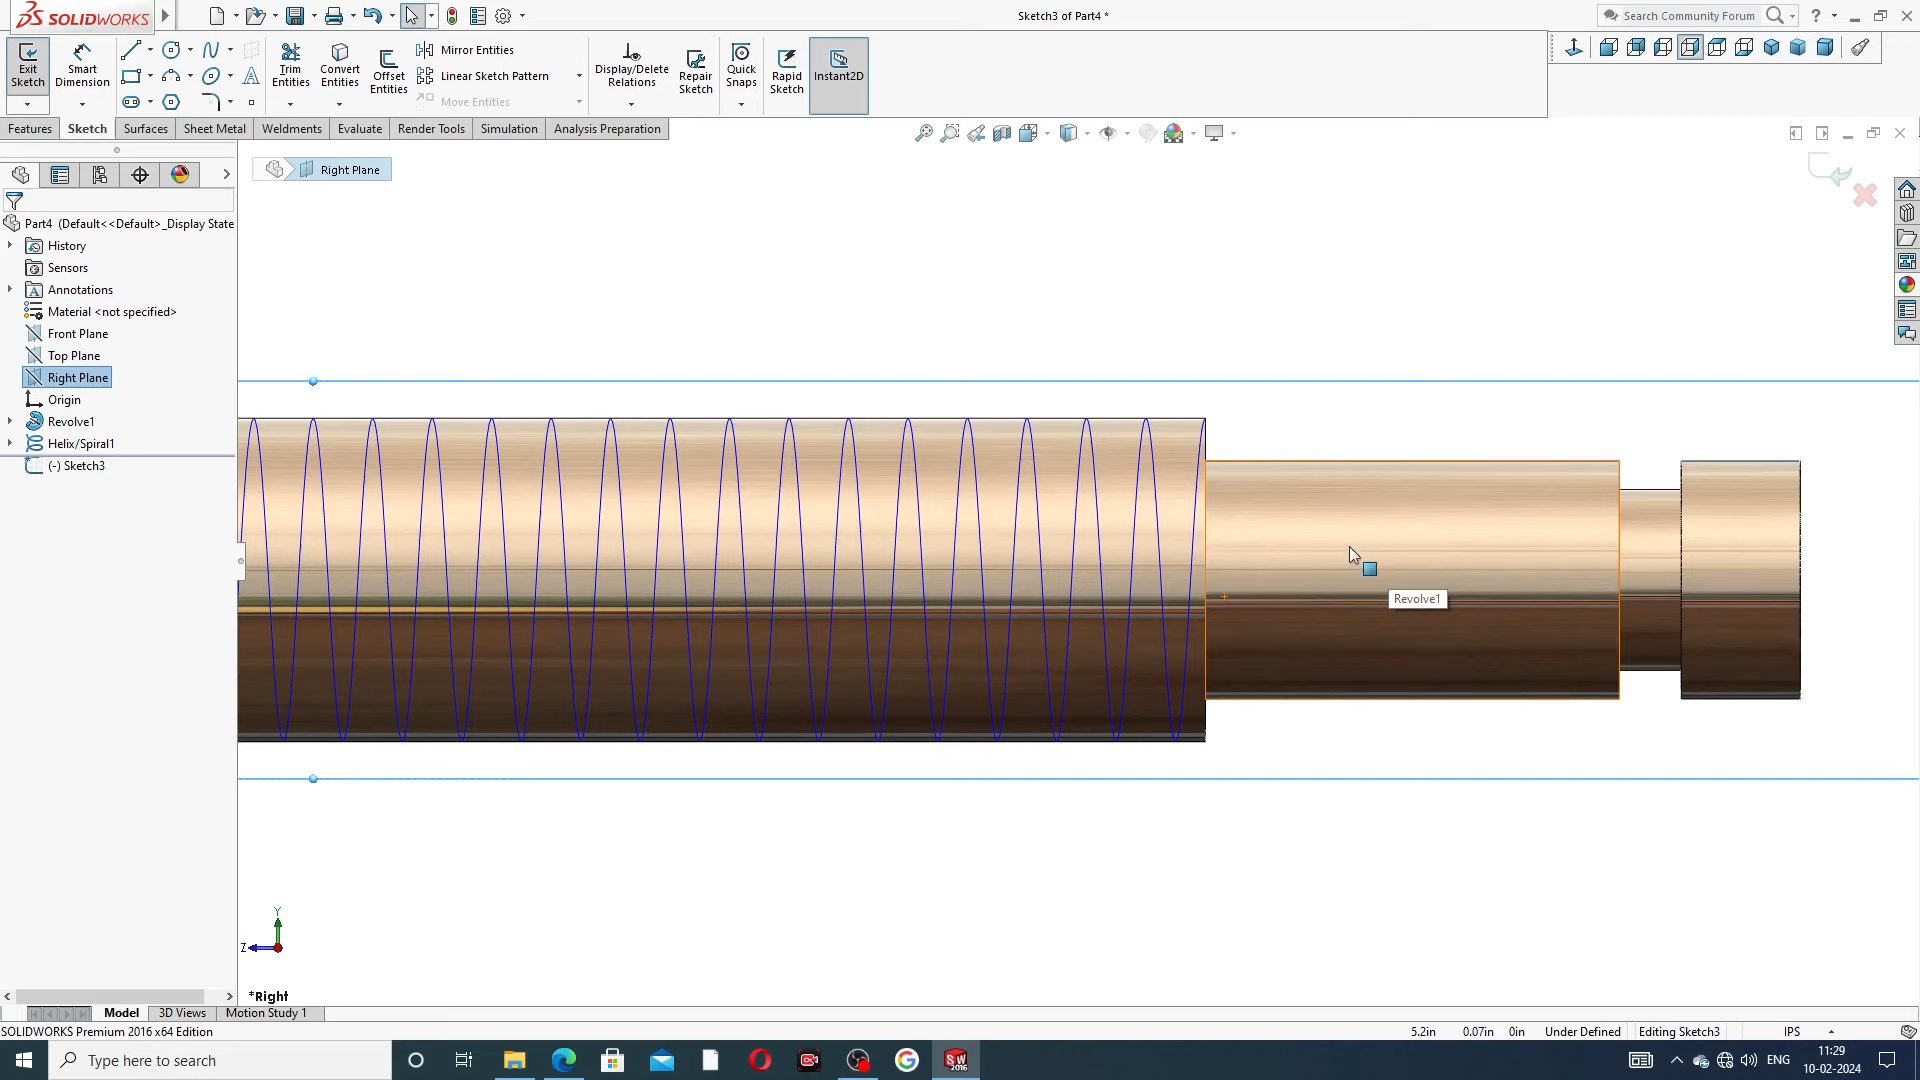 SOLIDWORKS
Sketch3 of Part4 *
Search Community Forum
Exit Sketch
Smart Dimension
Trim Entities
Convert Entities
Offset Entities
Mirror Entities
Linear Sketch Pattern
Move Entities
Display/Delete Relations
Repair Sketch
Quick Snaps
Rapid Sketch
Instant2D
Features
Sketch
Surfaces
Sheet Metal
Weldments
Evaluate
Render Tools
Simulation
Analysis Preparation
Right Plane
Part4 (Default<<Default>_Display State
History
Sensors
Annotations
Material <not specified>
Front Plane
Top Plane
Right Plane
Origin
Revolve1
Helix/Spiral1
(-) Sketch3
Revolve1
Y
Z
*Right
Model
3D Views
Motion Study 1
SOLIDWORKS Premium 2016 x64 Edition
5.2in
0.07in
0in
Under Defined
Editing Sketch3
IPS
Type here to search
SW
2016
ENG
11:29
10-02-2024